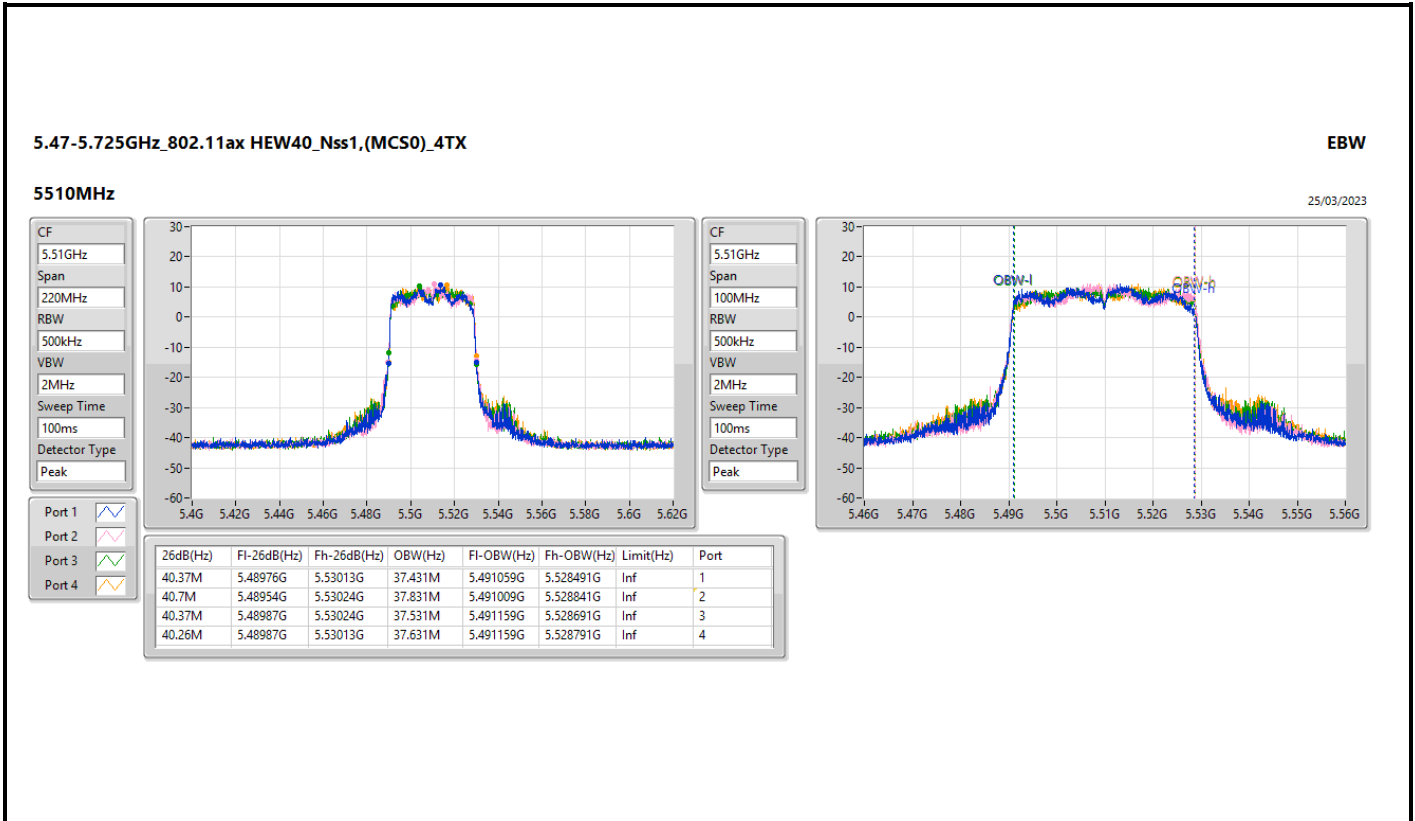 5.47-5.725GHz_802.11ax HEW40_Nss1,(MCS0)_4TX
EBW
5510MHz
25/03/2023
CF
5.51GHz
Span
220MHz
RBW
500kHz
VBW
2MHz
Sweep Time
100ms
Detector Type
Peak
30
20
10
0
-10
-20
-30
-40
-50
-60
5.4G 5.42G 5.44G 5.46G 5.48G 5.5G 5.52G 5.54G 5.56G 5.58G 5.6G 5.62G
CF
5.51GHz
Span
100MHz
RBW
500kHz
VBW
2MHz
Sweep Time
100ms
Detector Type
Peak
30
20
10
0
-10
-20
-30
-40
-50
-60
OBW-l
OBW-h
OBW-h
5.46G 5.47G 5.48G 5.49G 5.5G 5.51G 5.52G 5.53G 5.54G 5.55G 5.56G
Port 1
Port 2
Port 3
Port 4
26dB(Hz) Fl-26dB(Hz) Fh-26dB(Hz) OBW(Hz) Fl-OBW(Hz) Fh-OBW(Hz) Limit(Hz) Port
40.37M 5.48976G 5.53013G 37.431M 5.491059G 5.528491G Inf 1
40.7M 5.48954G 5.53024G 37.831M 5.491009G 5.528841G Inf 2
40.37M 5.48987G 5.53024G 37.531M 5.491159G 5.528691G Inf 3
40.26M 5.48987G 5.53013G 37.631M 5.491159G 5.528791G Inf 4